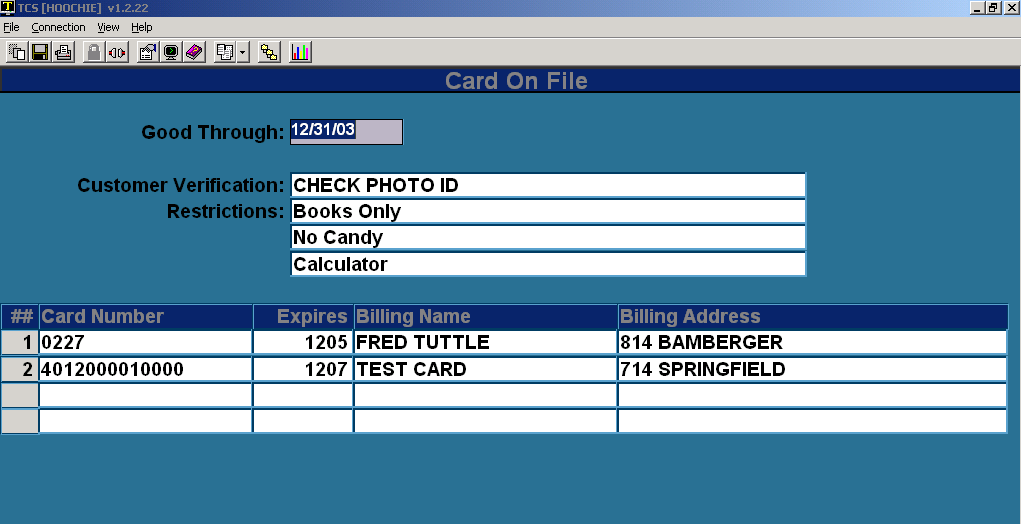 TCS [HOOCHIE] v1.2.22
File Connection View Help
Card On File
Good Through: 12/31/03
Customer Verification: CHECK PHOTO ID
Restrictions: Books Only
No Candy
Calculator
## Card Number Expires Billing Name Billing Address
1 0227 1205 FRED TUTTLE 814 BAMBERGER
2 4012000010000 1207 TEST CARD 714 SPRINGFIELD